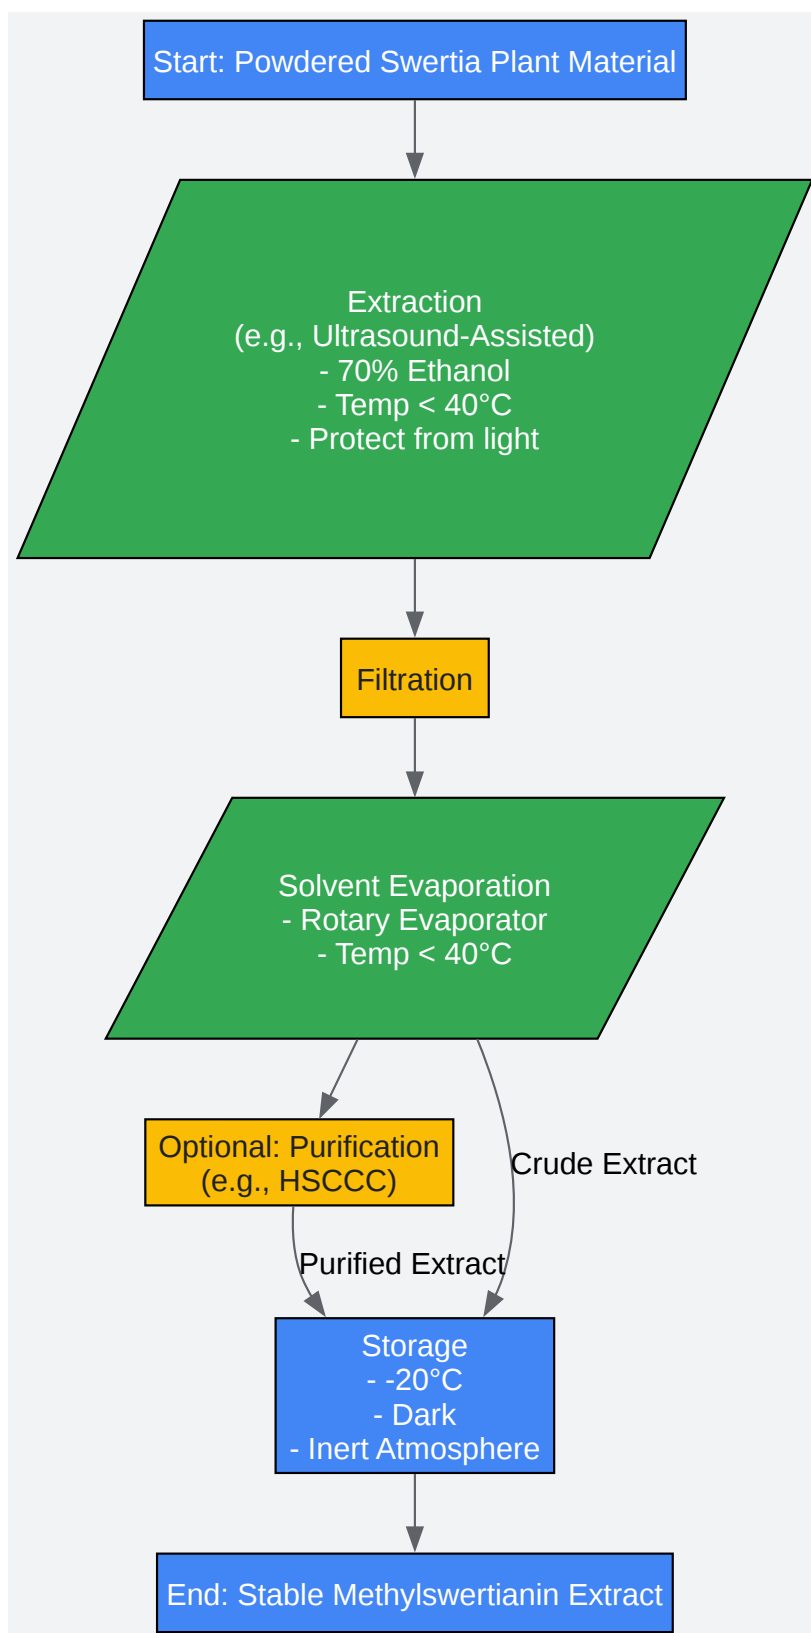 Start: Powdered Swertia Plant Material
Extraction
(e.g., Ultrasound-Assisted)
- 70% Ethanol
- Temp < 40°C
- Protect from light
Filtration
Solvent Evaporation
- Rotary Evaporator
- Temp < 40°C
Optional: Purification
(e.g., HSCCC)
Crude Extract
Purified Extract
Storage
- -20°C
- Dark
- Inert Atmosphere
End: Stable Methylswertianin Extract